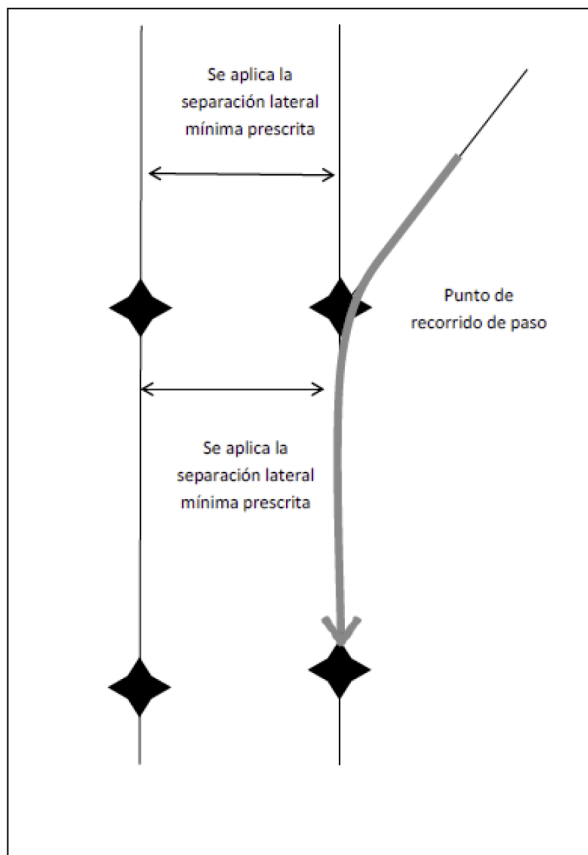 Se aplica la
separación lateral
mínima prescrita
Punto de
recorrido de paso
Se aplica la
separación lateral
mínima prescrita